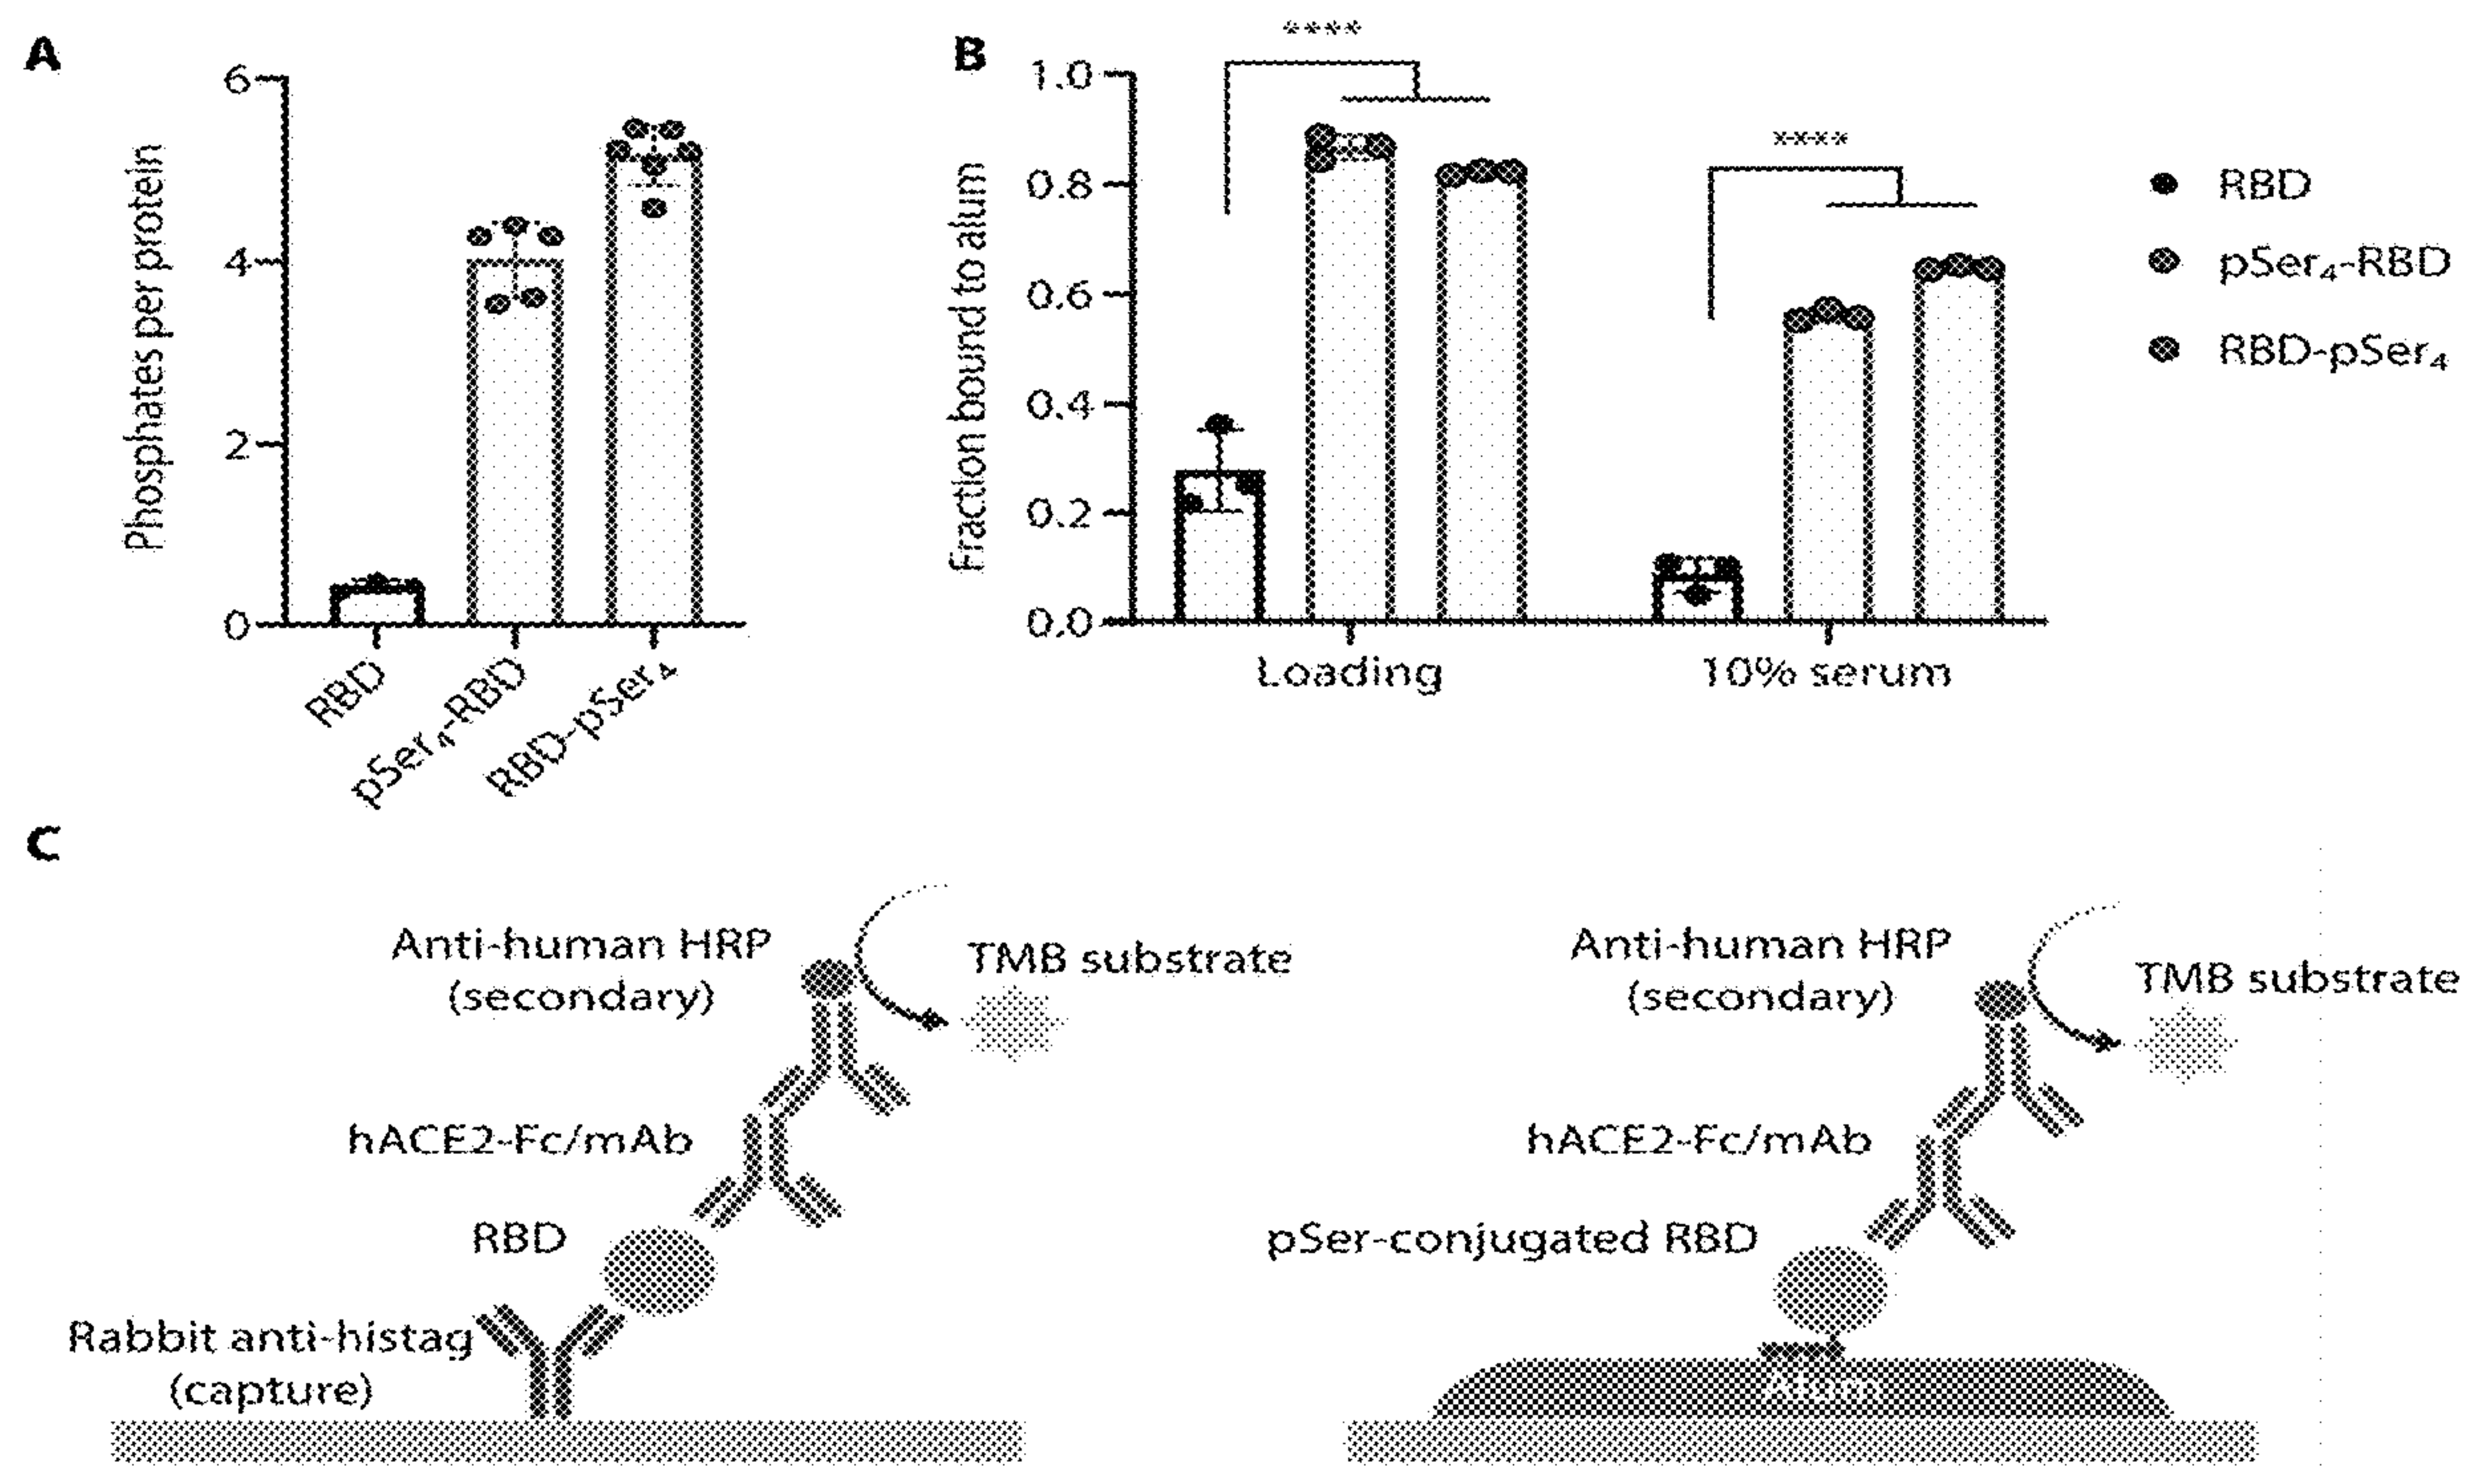 A
6
4
2
0
Phosphates per protein
RBD
pSer₄-RBD
RBD-pSer₄
B
****
****
1.0
0.8
0.6
0.4
0.2
0.0
Fraction bound to alum
Loading
10% serum
RBD
pSer₄-RBD
RBD-pSer₄
C
Anti-human HRP
(secondary)
TMB substrate
hACE2-Fc/mAb
RBD
Rabbit anti-histag
(capture)
Anti-human HRP
(secondary)
TMB substrate
hACE2-Fc/mAb
pSer-conjugated RBD
Alum